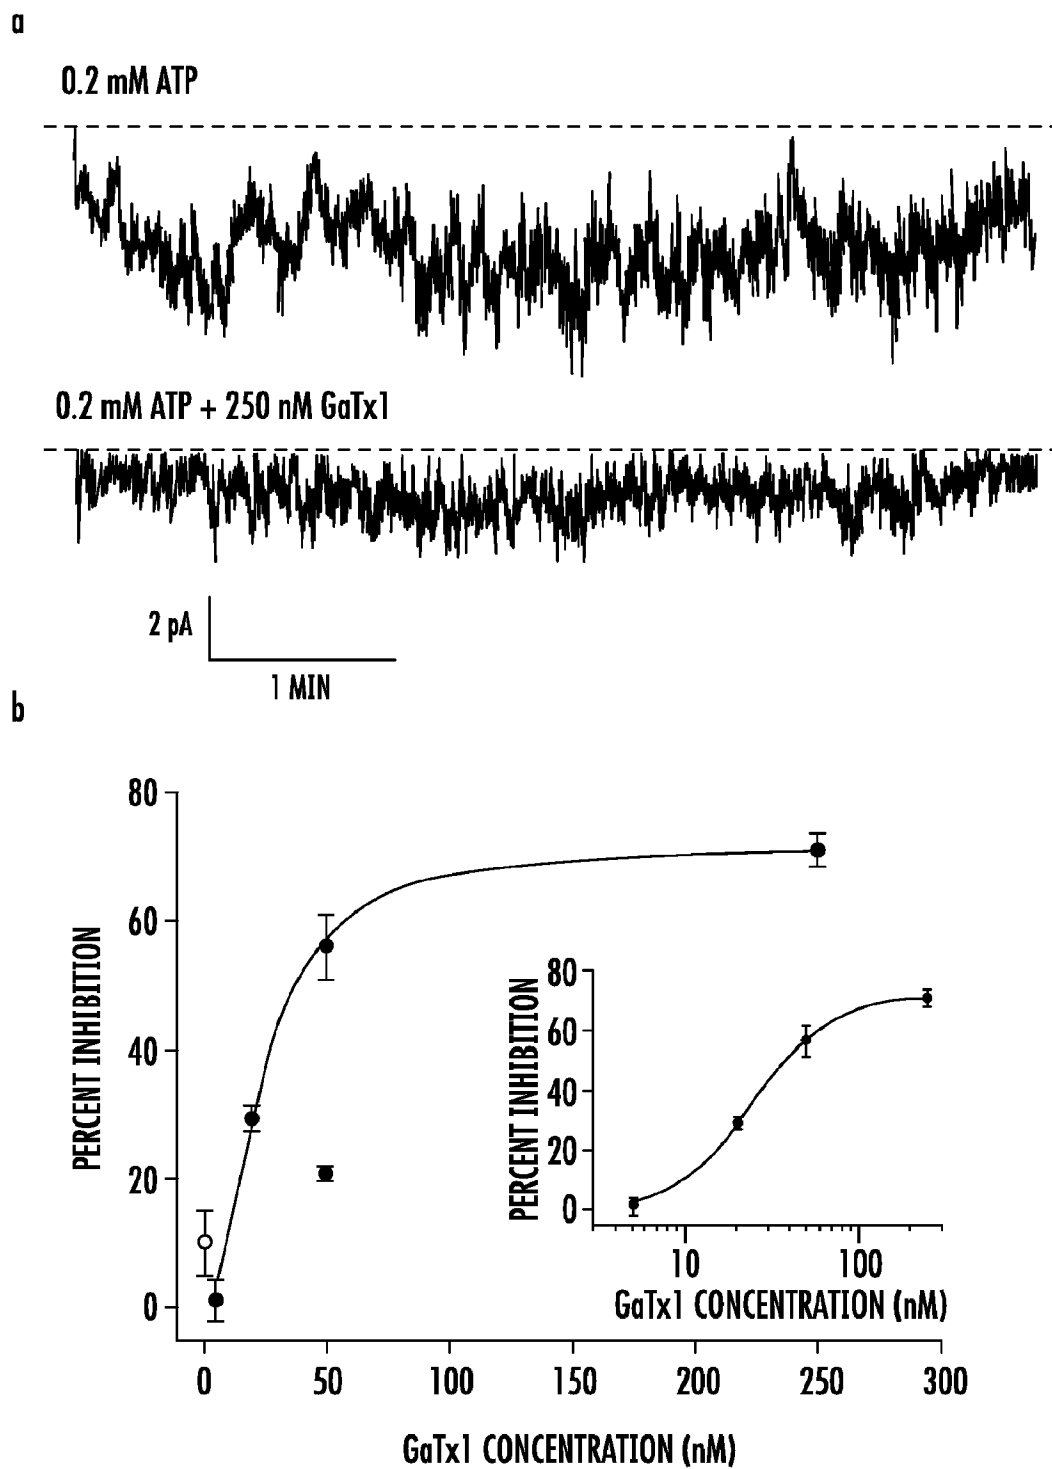 a
0.2 mM ATP
0.2 mM ATP + 250 nM GaTx1
2 pA
1 MIN
b
80
60
40
20
0
PERCENT INHIBITION
0 50 100 150 200 250 300
GaTx1 CONCENTRATION (nM)
80
60
40
20
0
PERCENT INHIBITION
10 100
GaTx1 CONCENTRATION (nM)